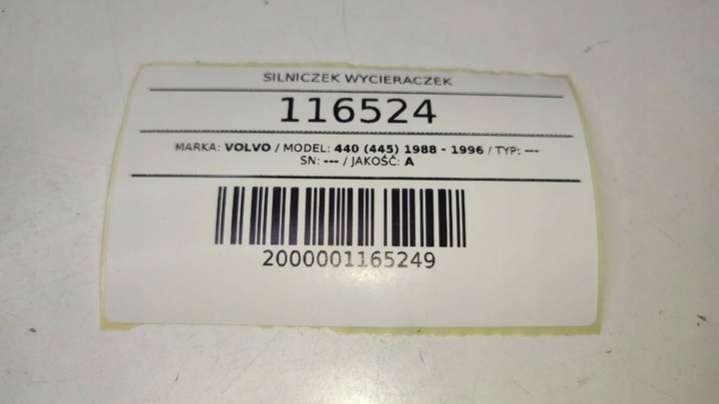 SILNICZEK WYCIERACZEK
116524
MARKA: VOLVO / MODEL: 440 (445) 1988 - 1996 / TYP: ---
SN: --- / JAKOŚĆ: A
2000001165249